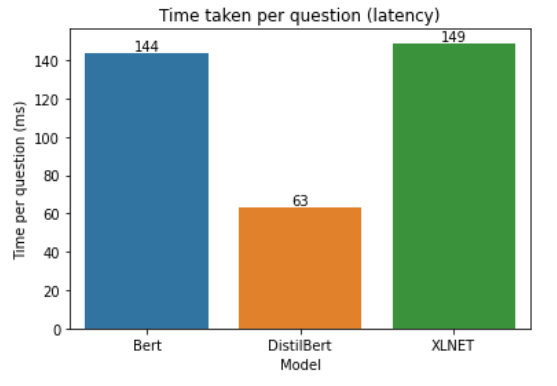 Time taken per question (latency)
144
63
149
Time per question (ms)
140
120
100
80
60
40
20
0
Bert
DistilBert
XLNET
Model